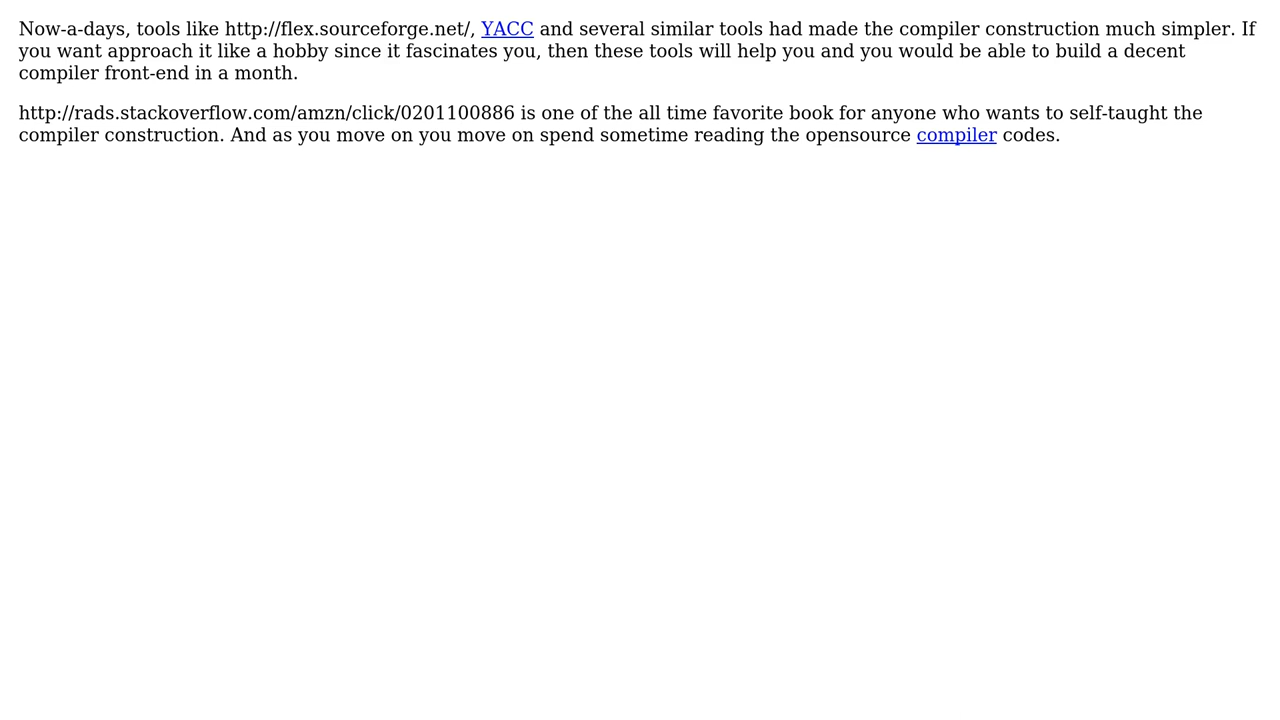 Now-a-days, tools like http://flex.sourceforge.net/, YACC and several similar tools had made the compiler construction much simpler. If
you want approach it like a hobby since it fascinates you, then these tools will help you and you would be able to build a decent
compiler front-end in a month.
http://rads.stackoverflow.com/amzn/click/0201100886 is one of the all time favorite book for anyone who wants to self-taught the
compiler construction. And as you move on you move on spend sometime reading the opensource compiler codes.